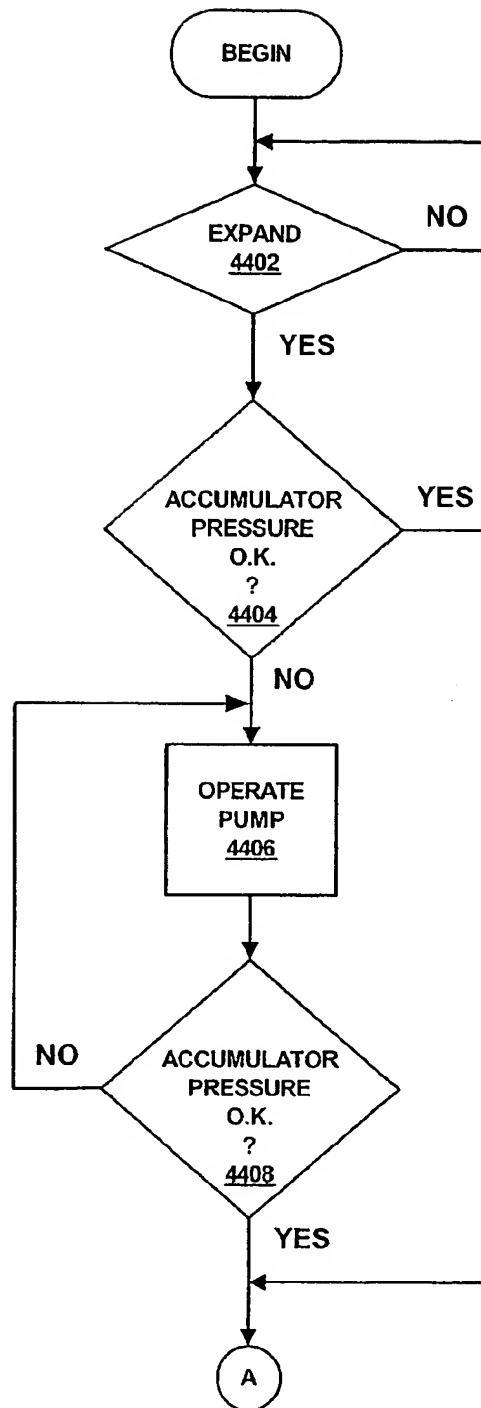 BEGIN
EXPAND
4402
NO
YES
ACCUMULATOR
PRESSURE
O.K.
?
4404
YES
NO
OPERATE
PUMP
4406
NO
ACCUMULATOR
PRESSURE
O.K.
?
4408
YES
A